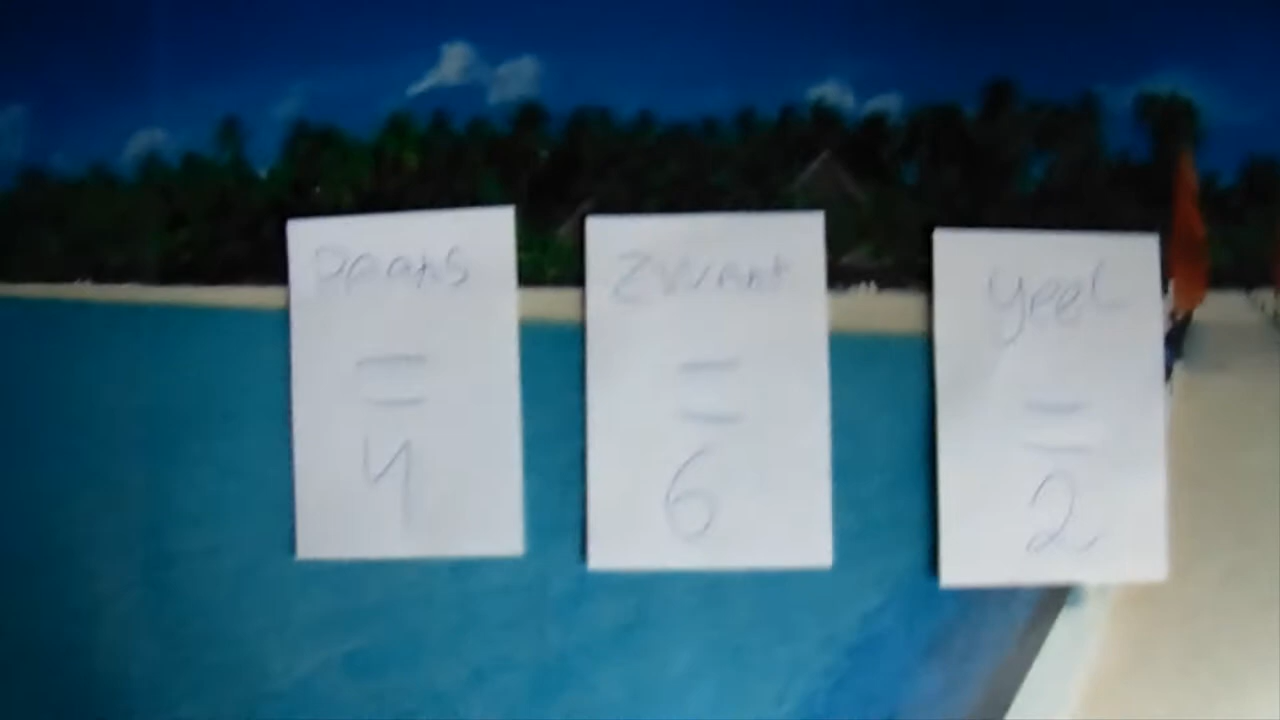 paars
=
4
zwart
=
6
geel
=
2